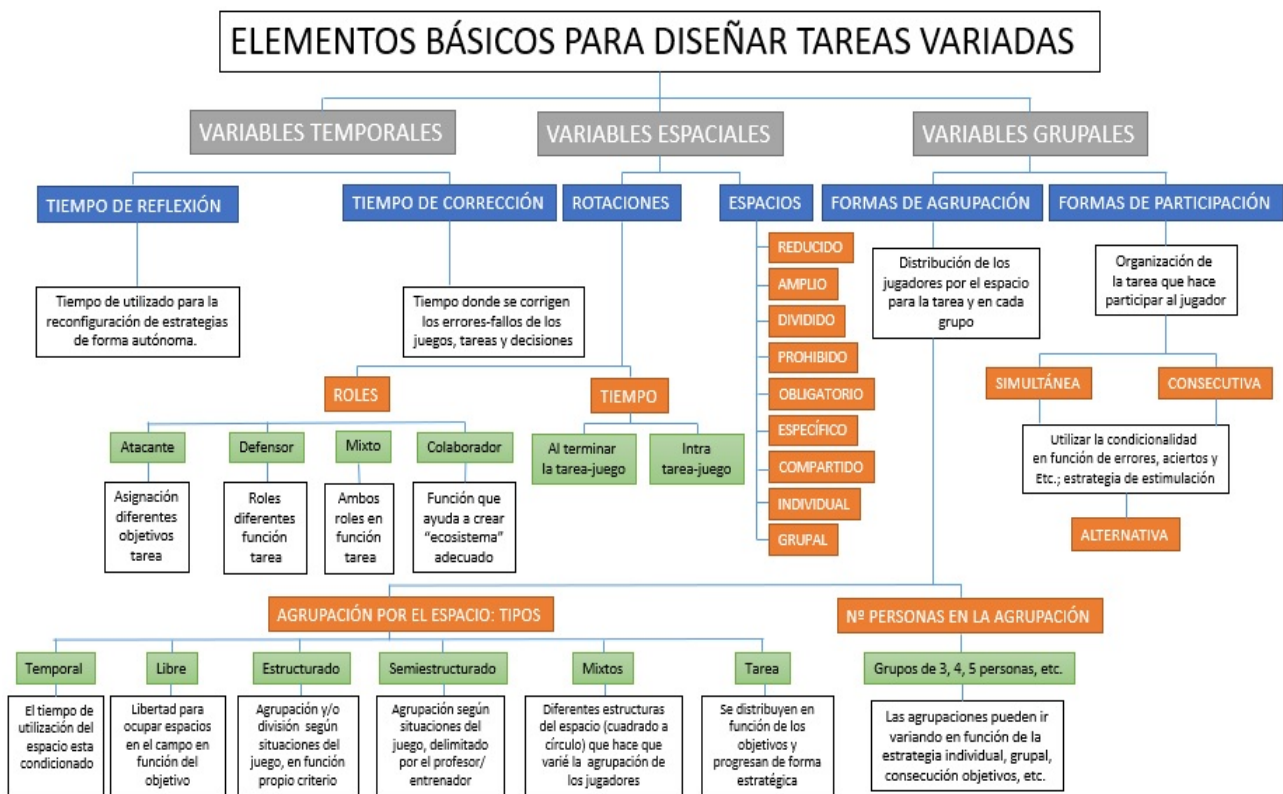 ELEMENTOS BÁSICOS PARA DISEÑAR TAREAS VARIADAS
VARIABLES TEMPORALES
VARIABLES ESPACIALES
VARIABLES GRUPALES
TIEMPO DE REFLEXIÓN
TIEMPO DE CORRECCIÓN
ROTACIONES
ESPACIOS
FORMAS DE AGRUPACIÓN
FORMAS DE PARTICIPACIÓN
Tiempo de utilizado para la
reconfiguración de estrategias
de forma autónoma.
Tiempo donde se corrigen
los errores-fallos de los
juegos, tareas y decisiones
REDUCIDO
AMPLIO
DIVIDIDO
PROHIBIDO
OBLIGATORIO
ESPECÍFICO
COMPARTIDO
INDIVIDUAL
GRUPAL
Distribución de los
jugadores por el espacio
para la tarea y en cada
grupo
Organización de
la tarea que hace
participar al jugador
SIMULTÁNEA
CONSECUTIVA
Utilizar la condicionalidad
en función de errores, aciertos y
Etc.; estrategia de estimulación
ALTERNATIVA
ROLES
TIEMPO
Atacante
Defensor
Mixto
Colaborador
Al terminar
la tarea-juego
Intra
tarea-juego
Asignación
diferentes
objetivos
tarea
Roles
diferentes
función
tarea
Ambos
roles en
función
tarea
Función que
ayuda a crear
“ecosistema”
adecuado
AGRUPACIÓN POR EL ESPACIO: TIPOS
Nº PERSONAS EN LA AGRUPACIÓN
Temporal
Libre
Estructurado
Semiestructurado
Mixtos
Tarea
Grupos de 3, 4, 5 personas, etc.
El tiempo de
utilización del
espacio esta
condicionado
Libertad para
ocupar espacios
en el campo en
función del
objetivo
Agrupación y/o
división según
situaciones del
juego, en función
propio criterio
Agrupación según
situaciones del
juego, delimitado
por el profesor/
entrenador
Diferentes estructuras
del espacio (cuadrado a
círculo) que hace que
varié la agrupación de
los jugadores
Se distribuyen en
función de los
objetivos y
progresan de forma
estratégica
Las agrupaciones pueden ir
variando en función de la
estrategia individual, grupal,
consecución objetivos, etc.